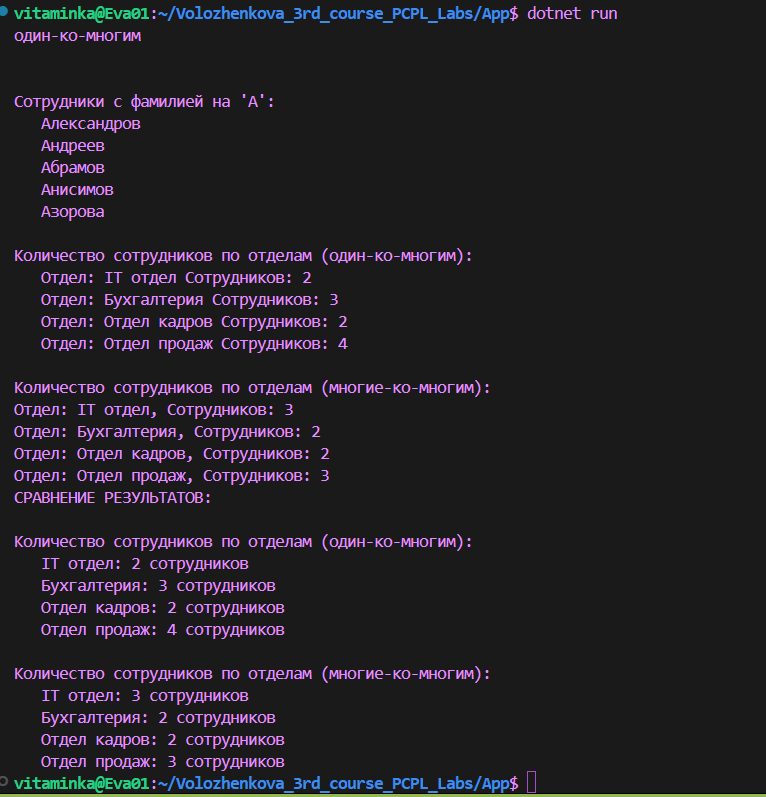 vitaminka@Eva01:~/Volozhenkova_3rd_course_PCPL_Labs/App$ dotnet run
один-ко-многим
Сотрудники с фамилией на 'А':
Александров
Андреев
Абрамов
Анисимов
Азорова
Количество сотрудников по отделам (один-ко-многим):
Отдел: IT отдел Сотрудников: 2
Отдел: Бухгалтерия Сотрудников: 3
Отдел: Отдел кадров Сотрудников: 2
Отдел: Отдел продаж Сотрудников: 4
Количество сотрудников по отделам (многие-ко-многим):
Отдел: IT отдел, Сотрудников: 3
Отдел: Бухгалтерия, Сотрудников: 2
Отдел: Отдел кадров, Сотрудников: 2
Отдел: Отдел продаж, Сотрудников: 3
СРАВНЕНИЕ РЕЗУЛЬТАТОВ:
Количество сотрудников по отделам (один-ко-многим):
IT отдел: 2 сотрудников
Бухгалтерия: 3 сотрудников
Отдел кадров: 2 сотрудников
Отдел продаж: 4 сотрудников
Количество сотрудников по отделам (многие-ко-многим):
IT отдел: 3 сотрудников
Бухгалтерия: 2 сотрудников
Отдел кадров: 2 сотрудников
Отдел продаж: 3 сотрудников
vitaminka@Eva01:~/Volozhenkova_3rd_course_PCPL_Labs/App$